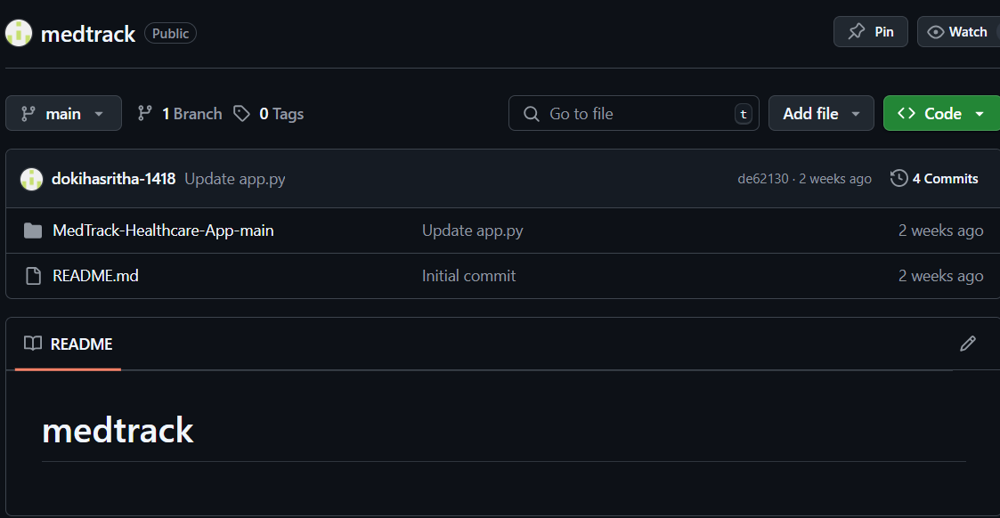 medtrack Public Pin Watch
main 1 Branch 0 Tags Go to file t Add file Code
dokihasritha-1418 Update app.py de62130 · 2 weeks ago 4 Commits
MedTrack-Healthcare-App-main Update app.py 2 weeks ago
README.md Initial commit 2 weeks ago
README
medtrack